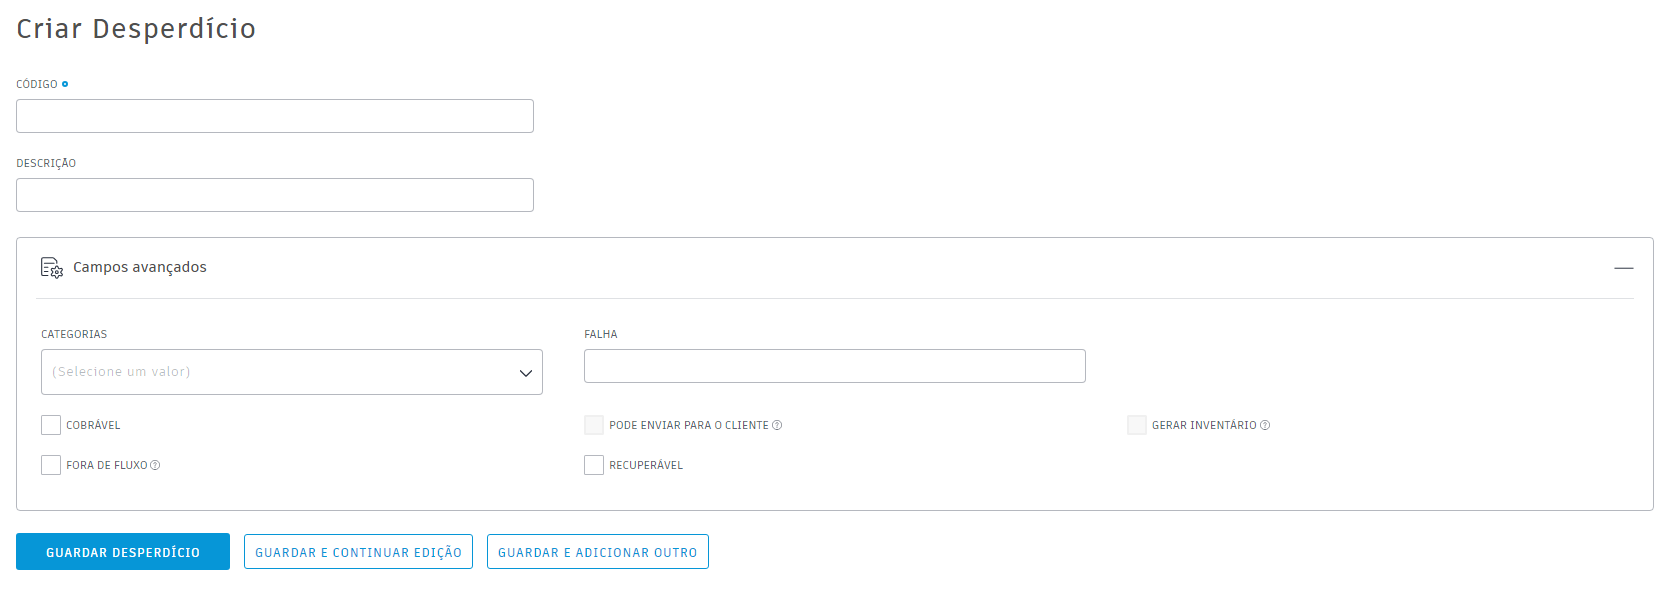 Criar Desperdício
CÓDIGO
DESCRIÇÃO
Campos avançados
CATEGORIAS
FALHA
(Selecione um valor)
COBRÁVEL
PODE ENVIAR PARA O CLIENTE
GERAR INVENTÁRIO
FORA DE FLUXO
RECUPERÁVEL
GUARDAR DESPERDÍCIO
GUARDAR E CONTINUAR EDIÇÃO
GUARDAR E ADICIONAR OUTRO